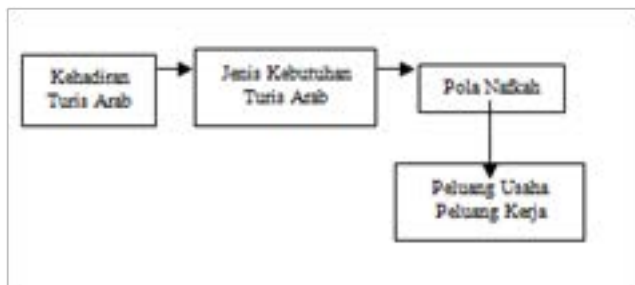 Kehadiran
Turis Arab
Jenis Kebutuhan
Turis Arab
Pola Nafkah
Peluang Usaha
Peluang Kerja